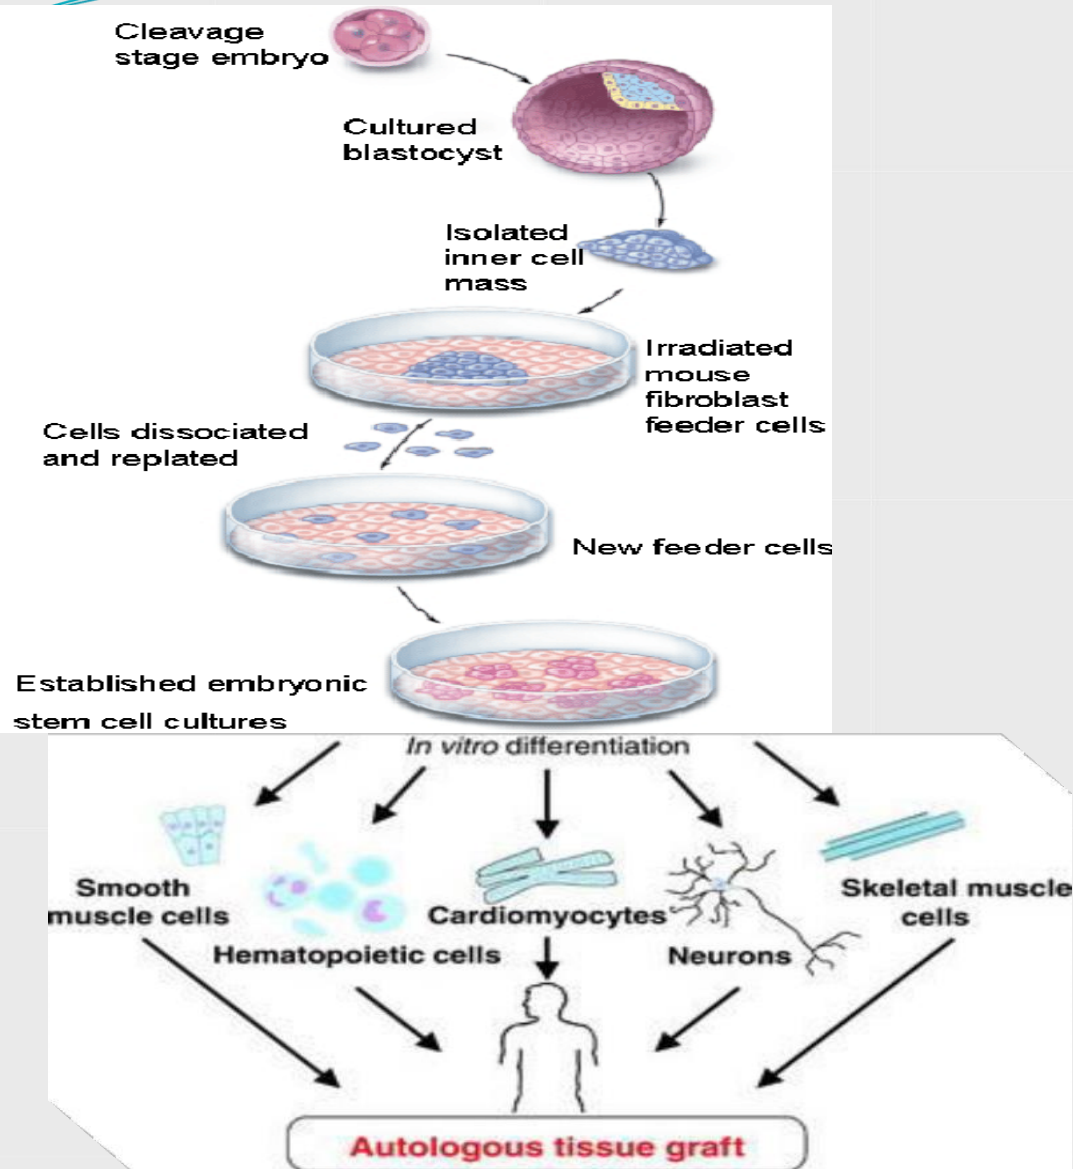 Cleavage
stage embryo
Cultured
blastocyst
Isolated
inner cell
mass
Irradiated
mouse
fibroblast
feeder cells
Cells dissociated
and replated
New feeder cells
Established embryonic
stem cell cultures
In vitro differentiation
Smooth
muscle cells
Hematopoietic cells
Cardiomyocytes
Neurons
Skeletal muscle
cells
Autologous tissue graft